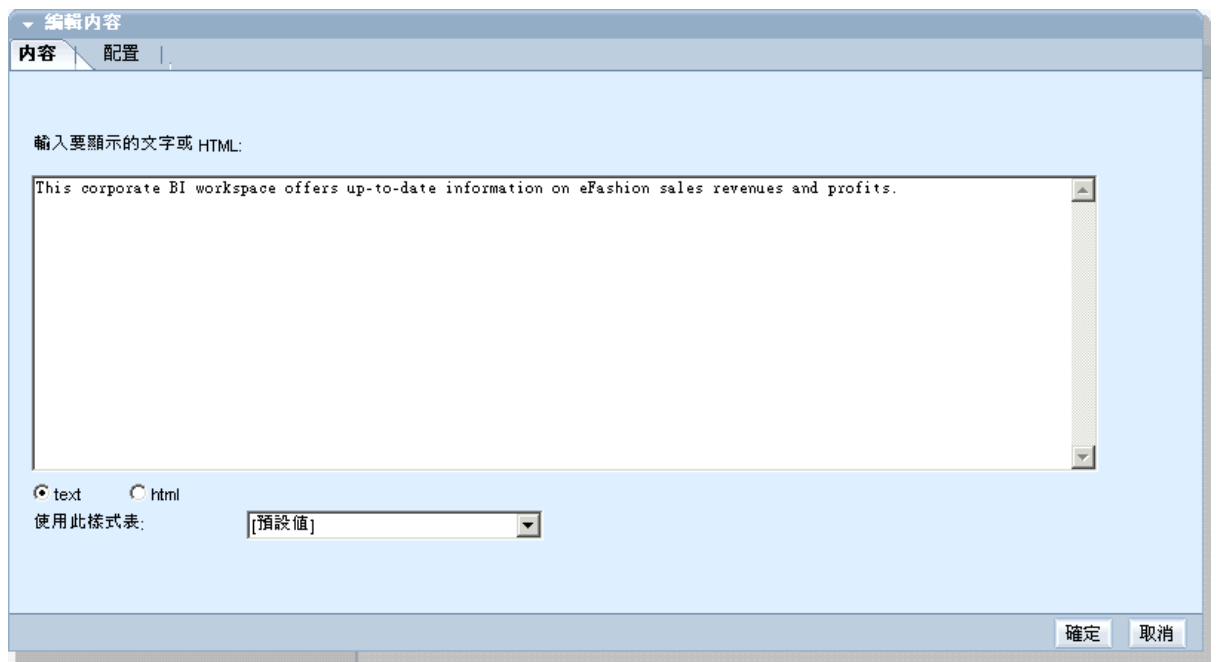 編輯內容
內容 配置
輸入要顯示的文字或 HTML:
This corporate BI workspace offers up-to-date information on eFashion sales revenues and profits.
text html
使用此樣式表: [預設值]
確定 取消